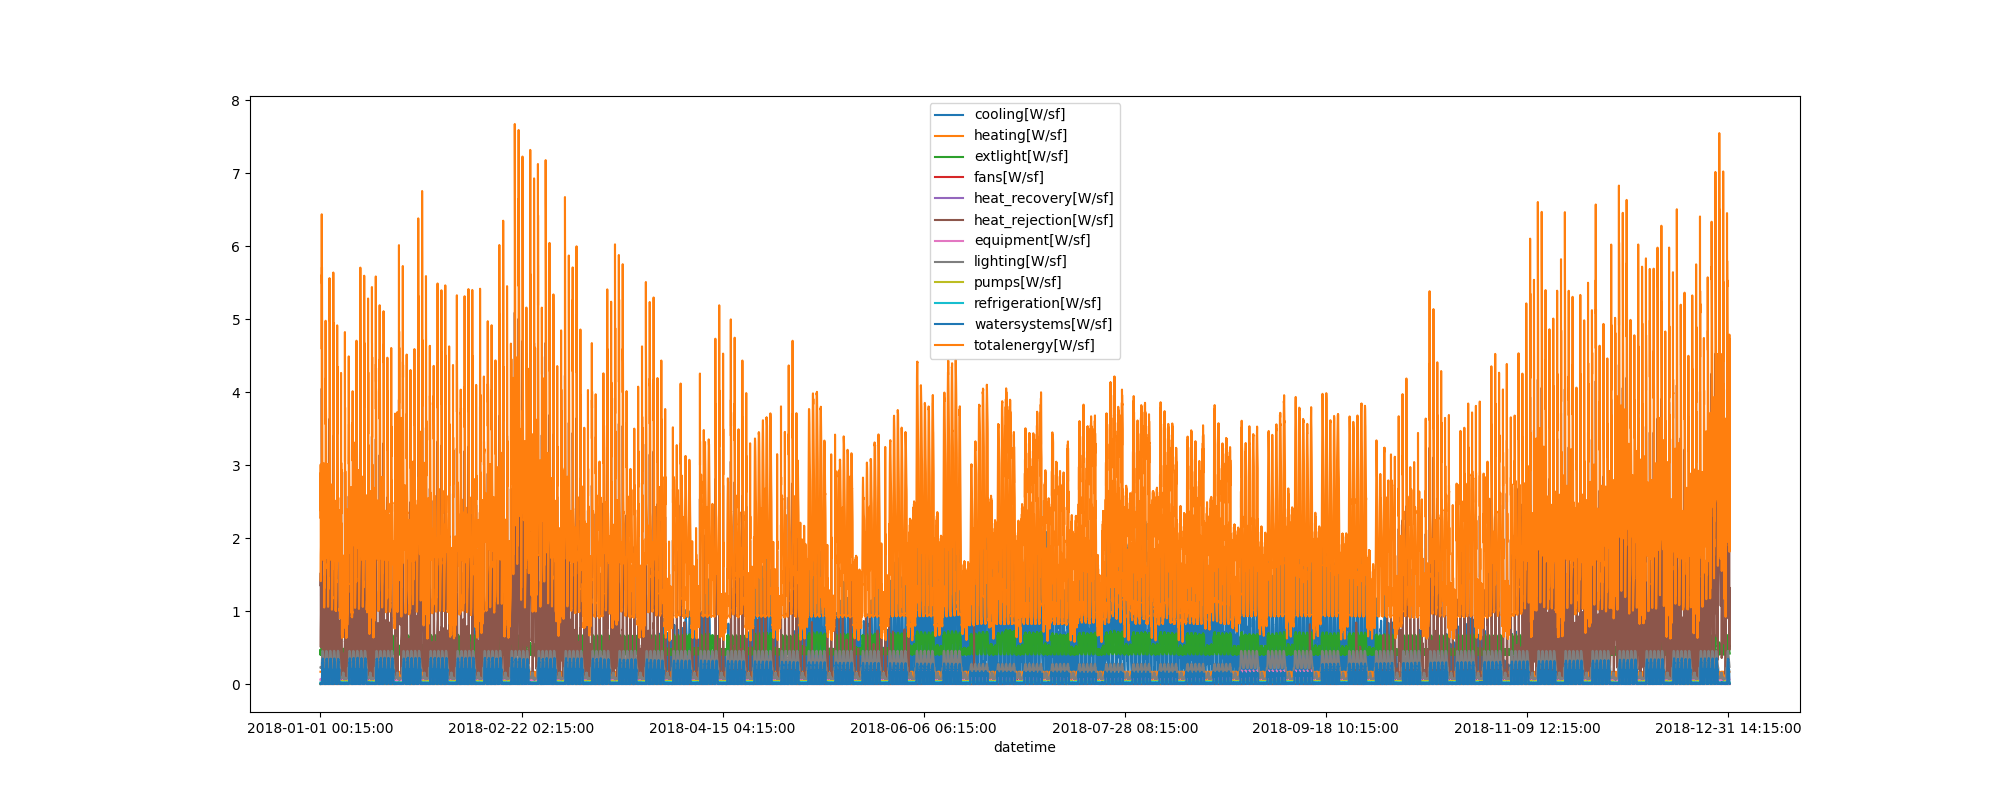 8
7
6
5
4
3
2
1
0
cooling[W/sf]
heating[W/sf]
extlight[W/sf]
fans[W/sf]
heat_recovery[W/sf]
heat_rejection[W/sf]
equipment[W/sf]
lighting[W/sf]
pumps[W/sf]
refrigeration[W/sf]
watersystems[W/sf]
totalenergy[W/sf]
2018-01-01 00:15:00 2018-02-22 02:15:00 2018-04-15 04:15:00 2018-06-06 06:15:00 2018-07-28 08:15:00 2018-09-18 10:15:00 2018-11-09 12:15:00 2018-12-31 14:15:00
datetime